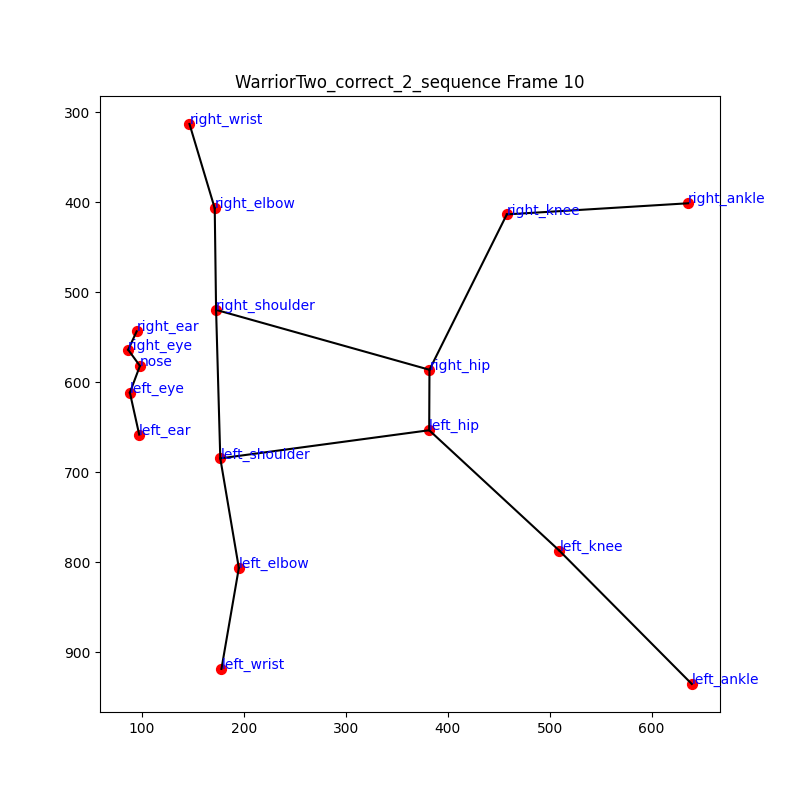 WarriorTwo_correct_2_sequence Frame 10
300
right_wrist
400
right_elbow
right_knee
right_ankle
500
right_shoulder
right_ear
right_eye
nose
right_hip
600
left_eye
left_ear
left_hip
left_shoulder
700
left_knee
800
left_elbow
900
left_wrist
left_ankle
100 200 300 400 500 600